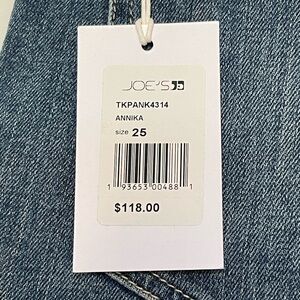 JOE'S
TKPANK4314
ANNIKA
size 25
1 93653 00488 1
$118.00